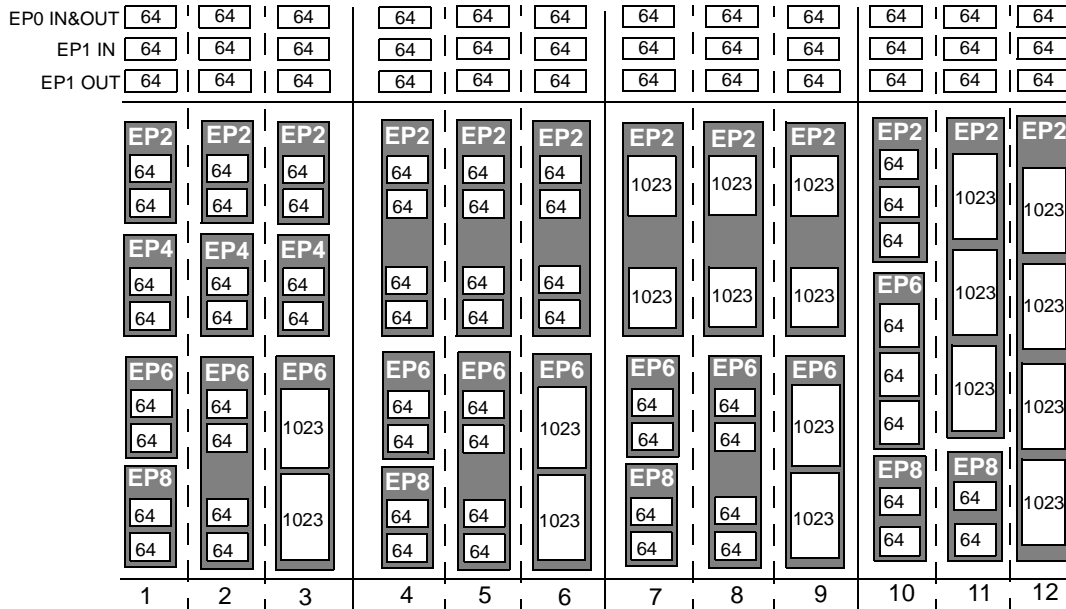 EP0 IN&OUT 64 64 64 64 64 64 64 64 64 64 64 64
EP1 IN 64 64 64 64 64 64 64 64 64 64 64 64
EP1 OUT 64 64 64 64 64 64 64 64 64 64 64 64
EP2 EP2 EP2 EP2 EP2 EP2 EP2 EP2 EP2 EP2 EP2 EP2
64 64 64 64 64 64 1023 1023 1023 64 1023 1023
64 64 64 64 64 64 64
64
EP4 EP4 EP4
64 64 64 64 64 64 1023 1023 1023 EP6 1023 1023
64 64 64 64 64 64 64
EP6 EP6 EP6 EP6 EP6 EP6 EP6 EP6 EP6 64 1023 1023
64 64 1023 64 64 1023 64 64 1023 64
64 64 64 64 64 64
EP8 EP8 EP8 EP8 EP8
64 64 1023 64 64 1023 64 64 1023 64 64 1023
64 64 64 64 64 64 64 64
1 2 3 4 5 6 7 8 9 10 11 12